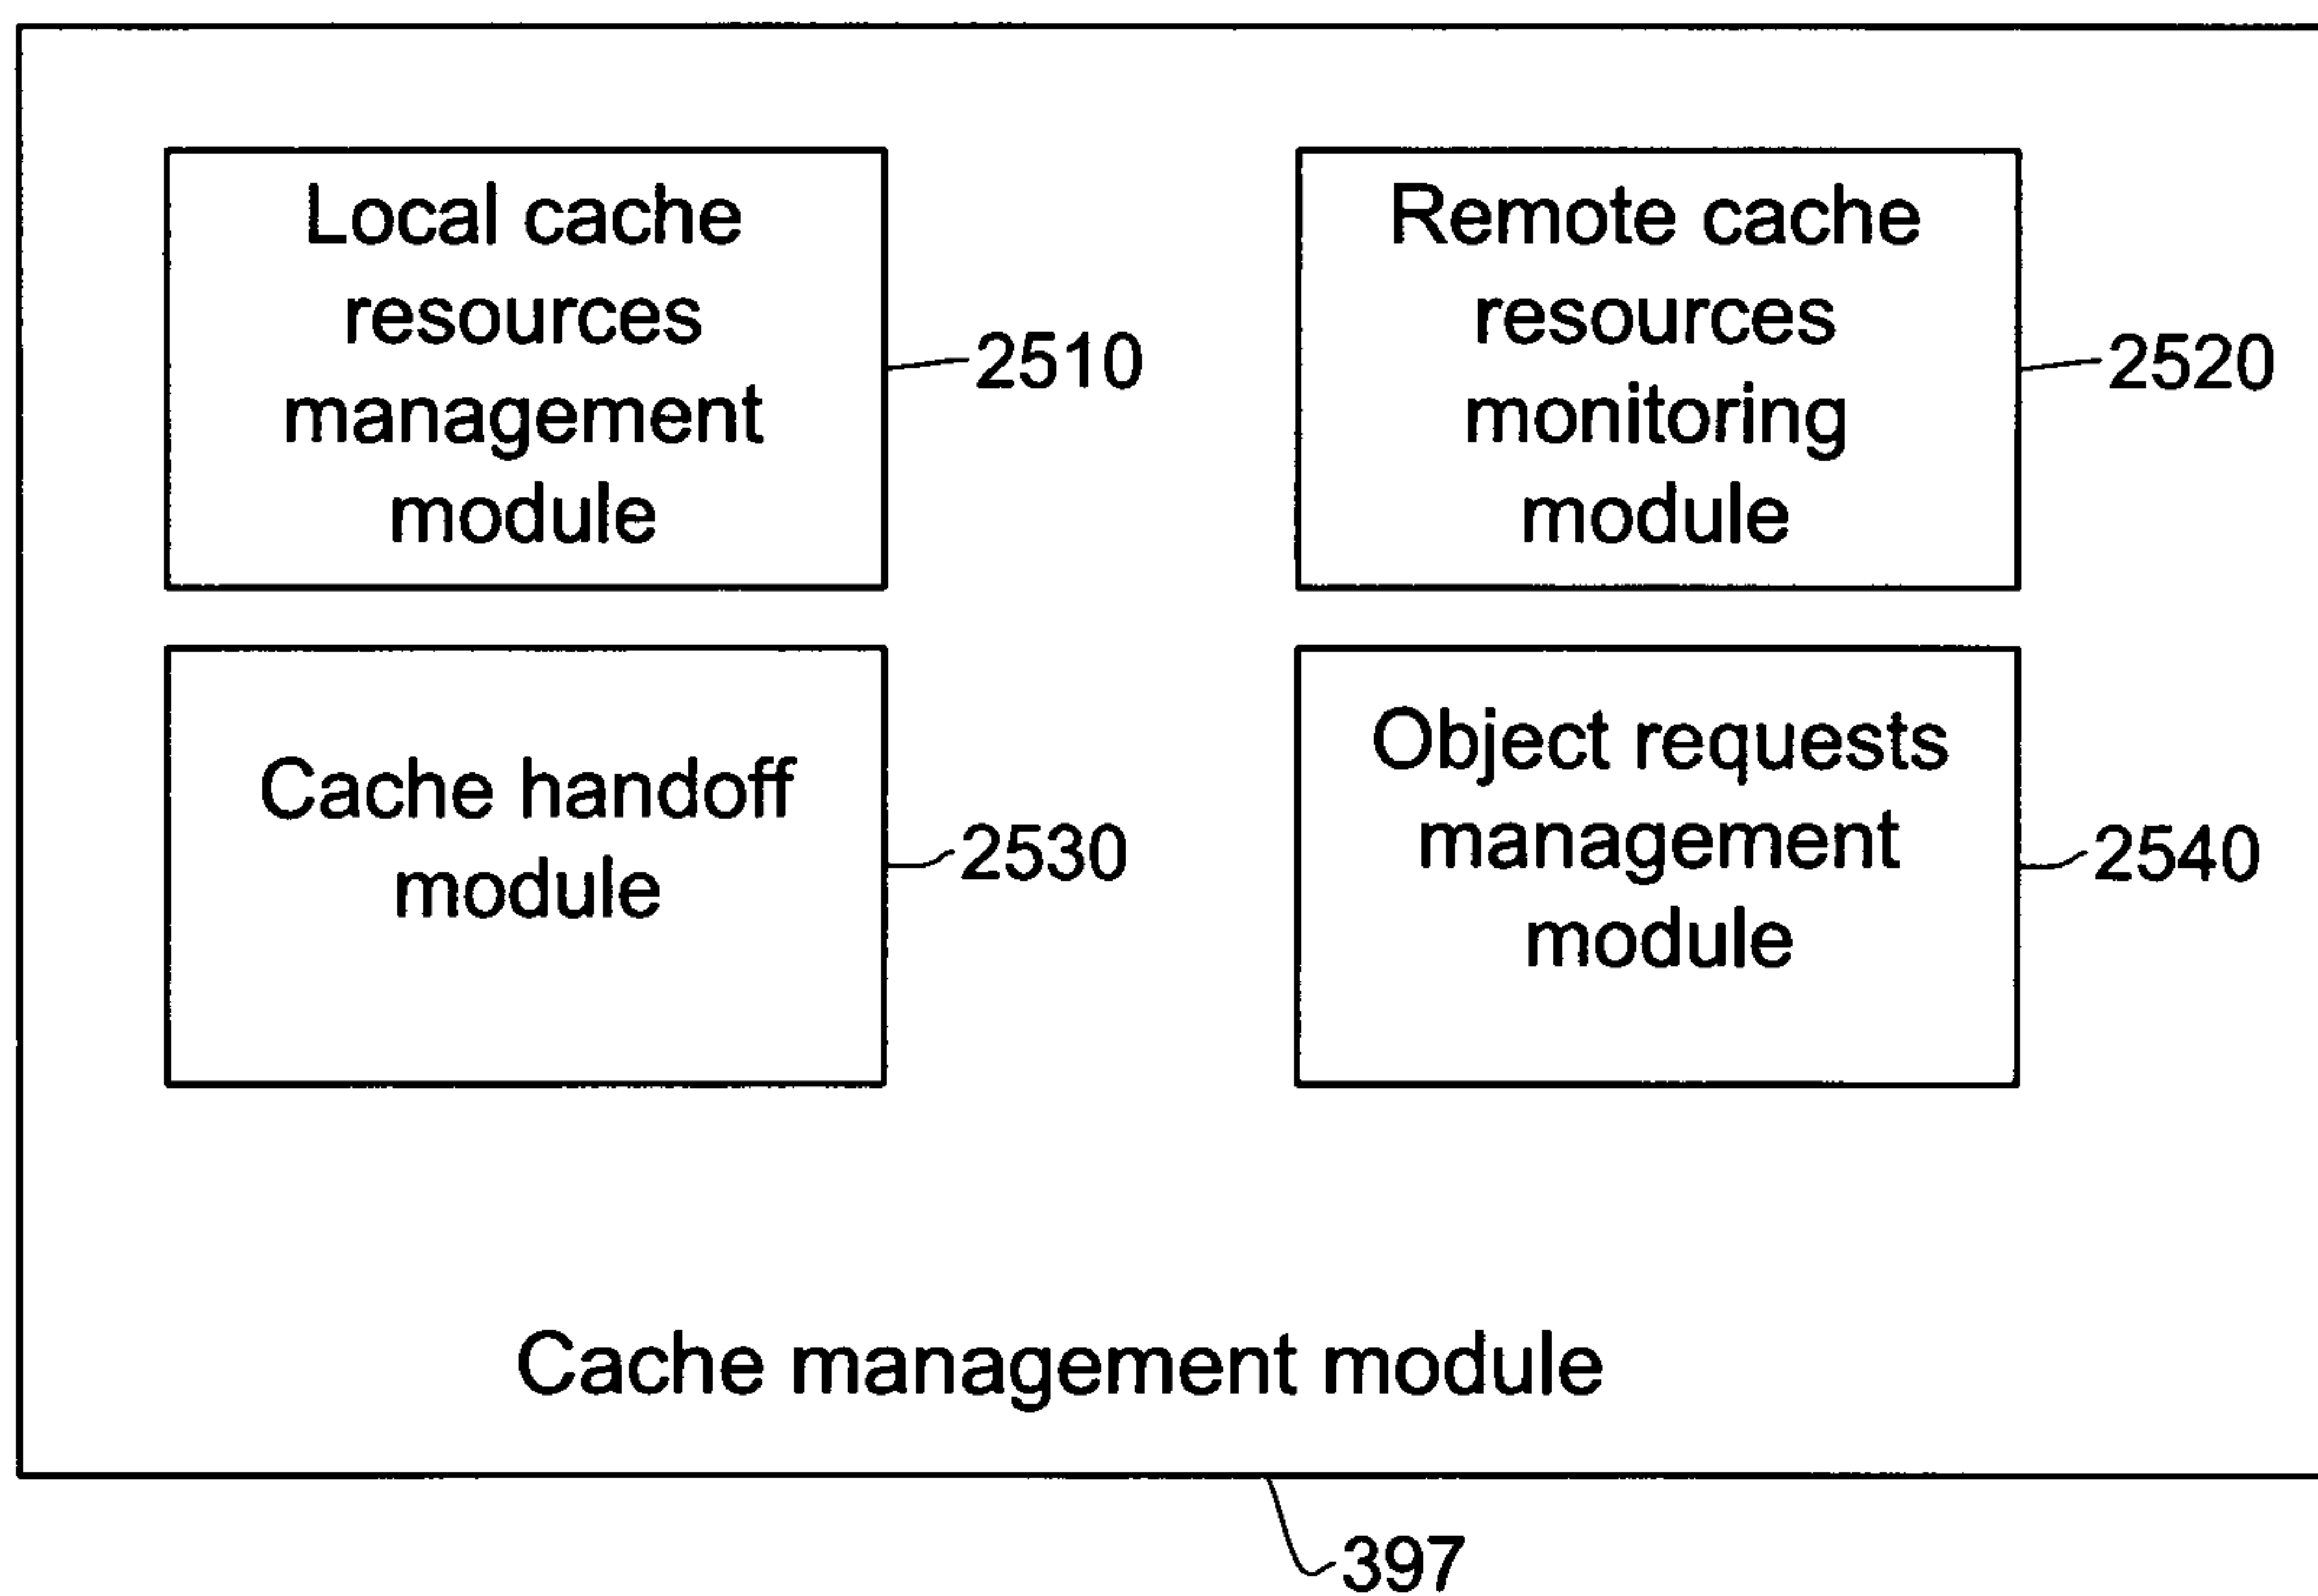 Local cache
resources
management
module
2510
Remote cache
resources
monitoring
module
2520
Cache handoff
module
2530
Object requests
management
module
2540
Cache management module
397